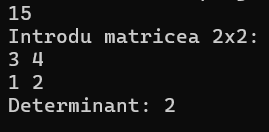 15
Introdu matricea 2x2:
3 4
1 2
Determinant: 2